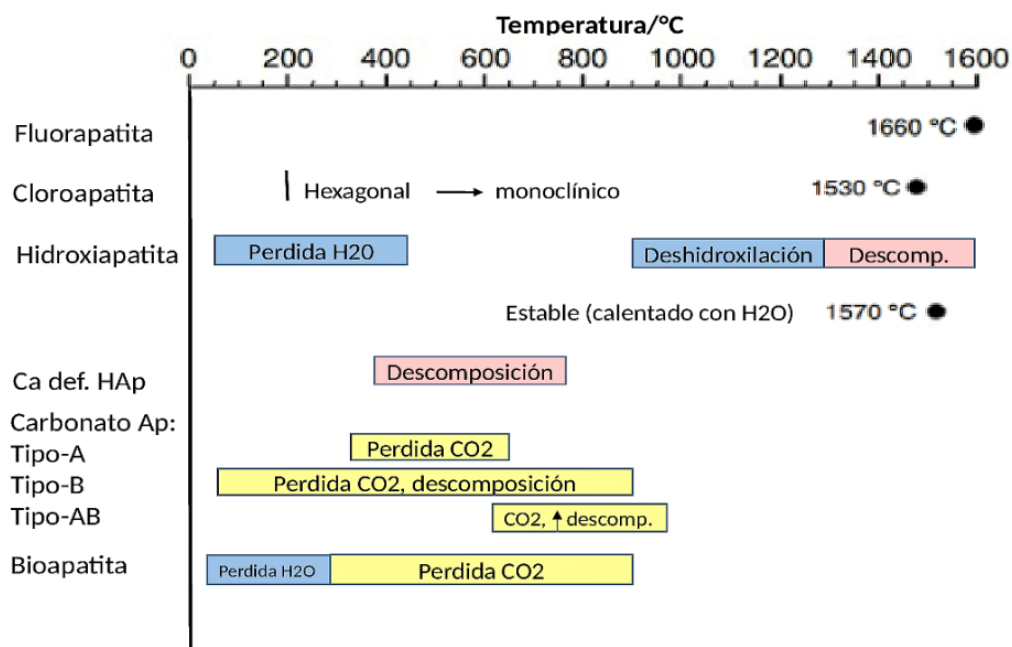 Temperatura/°C
0 200 400 600 800 1000 1200 1400 1600
Fluorapatita 1660 °C
Cloroapatita Hexagonal monoclínico 1530 °C
Hidroxiapatita Perdida H20 Deshidroxilación Descomp.
Estable (calentado con H2O) 1570 °C
Ca def. HAp Descomposición
Carbonato Ap:
Tipo-A Perdida CO2
Tipo-B Perdida CO2, descomposición
Tipo-AB CO2, descomp.
Bioapatita Perdida H2O Perdida CO2